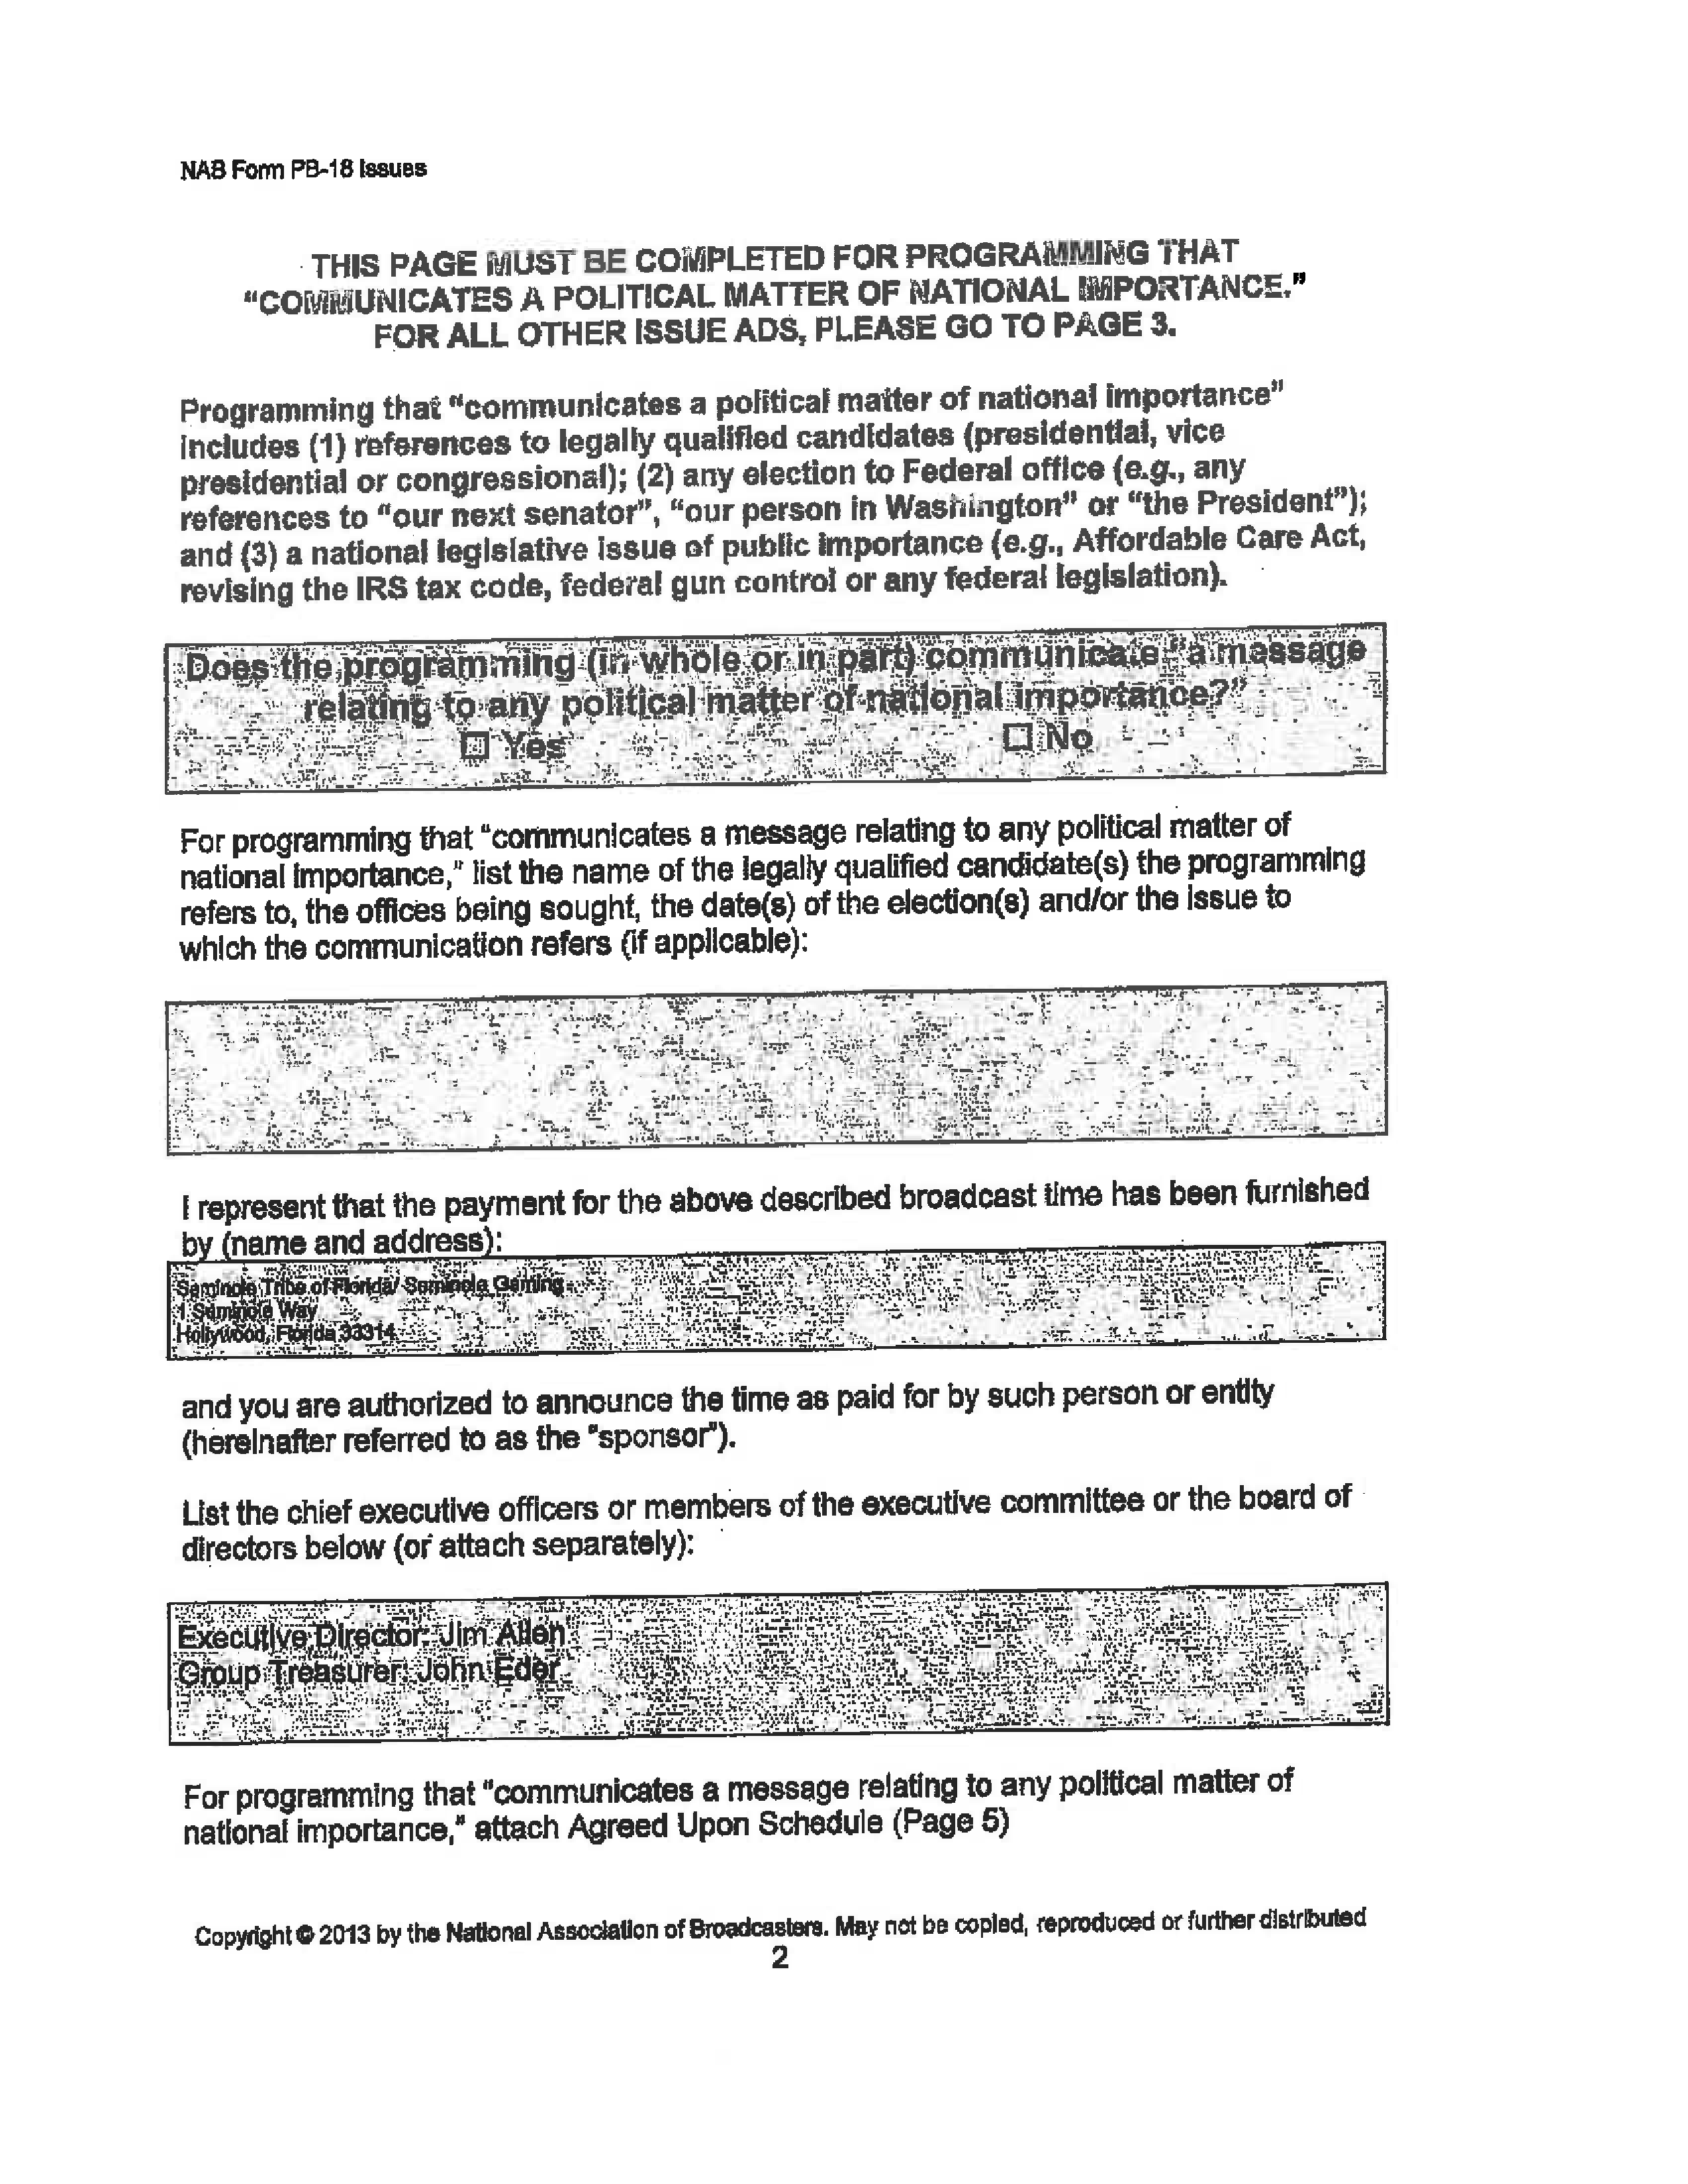 NAB Form PB-18 Issues
THIS PAGE MUST BE COMPLETED FOR PROGRAMMING THAT
"COMMUNICATES A POLITICAL MATTER OF NATIONAL IMPORTANCE."
FOR ALL OTHER ISSUE ADS, PLEASE GO TO PAGE 3.
Programming that "communicates a political matter of national importance"
includes (1) references to legally qualified candidates (presidential, vice
presidential or congressional); (2) any election to Federal office (e.g., any
references to "our next senator", "our person in Washington" or "the President");
and (3) a national legislative issue of public importance (e.g., Affordable Care Act,
revising the IRS tax code, federal gun control or any federal legislation).
Does the programming (in whole or in part) communicate "a message
relating to any political matter of national importance?"
☐ Yes ☐ No
For programming that "communicates a message relating to any political matter of
national importance," list the name of the legally qualified candidate(s) the programming
refers to, the offices being sought, the date(s) of the election(s) and/or the issue to
which the communication refers (if applicable):
I represent that the payment for the above described broadcast time has been furnished
by (name and address):
Seminole Tribe of Florida/ Seminole Gaming
1 Seminole Way
Hollywood, Florida 33314
and you are authorized to announce the time as paid for by such person or entity
(hereinafter referred to as the "sponsor").
List the chief executive officers or members of the executive committee or the board of
directors below (or attach separately):
Executive Director: Jim Allen
Group Treasurer: John Eder
For programming that "communicates a message relating to any political matter of
national importance," attach Agreed Upon Schedule (Page 5)
Copyright © 2013 by the National Association of Broadcasters. May not be copied, reproduced or further distributed
2